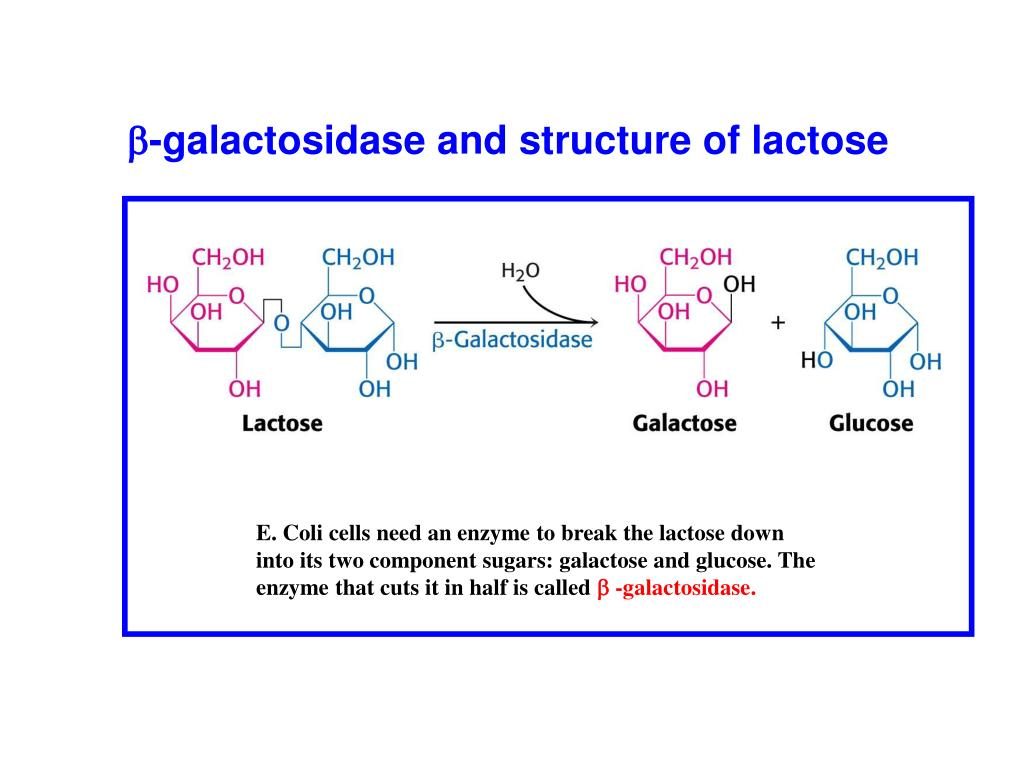 β-galactosidase and structure of lactose
CH₂OH CH₂OH H₂O CH₂OH CH₂OH
HO O O HO O OH O
OH O OH OH + OH
β-Galactosidase
OH HO OH
OH OH OH OH
Lactose Galactose Glucose
E. Coli cells need an enzyme to break the lactose down
into its two component sugars: galactose and glucose. The
enzyme that cuts it in half is called β -galactosidase.